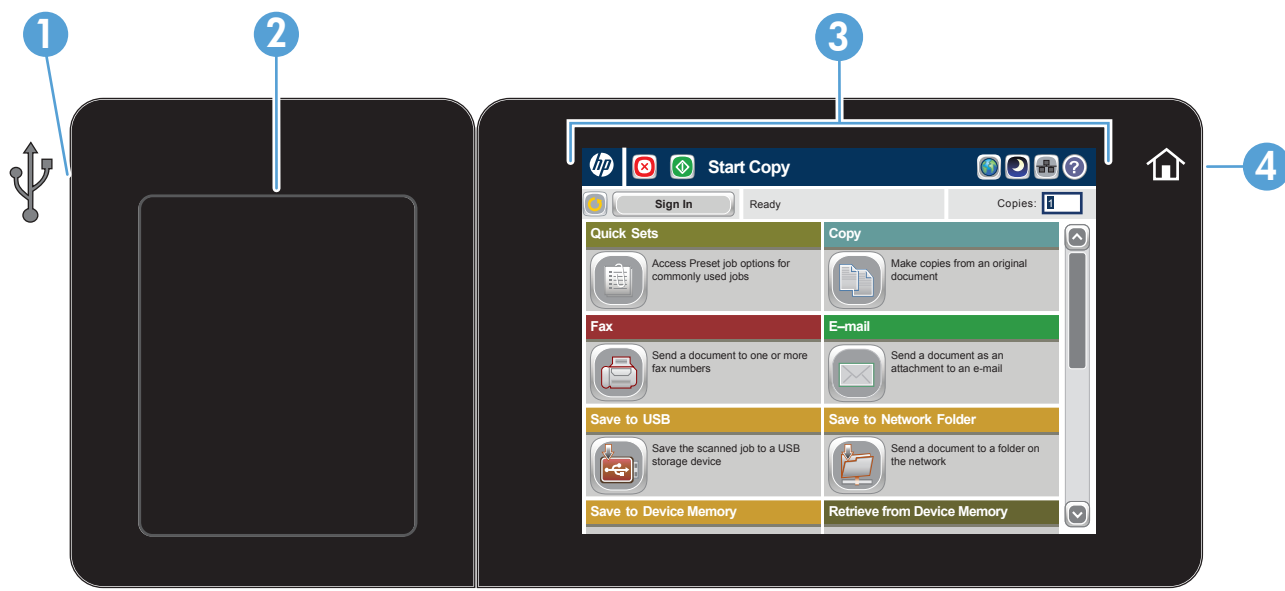 1
2
3
4
hp
Start Copy
?
Sign In
Ready
Copies: 1
Quick Sets
Copy
Access Preset job options for
commonly used jobs
Make copies from an original
document
Fax
E–mail
Send a document to one or more
fax numbers
Send a document as an
attachment to an e-mail
Save to USB
Save to Network Folder
Save the scanned job to a USB
storage device
Send a document to a folder on
the network
Save to Device Memory
Retrieve from Device Memory